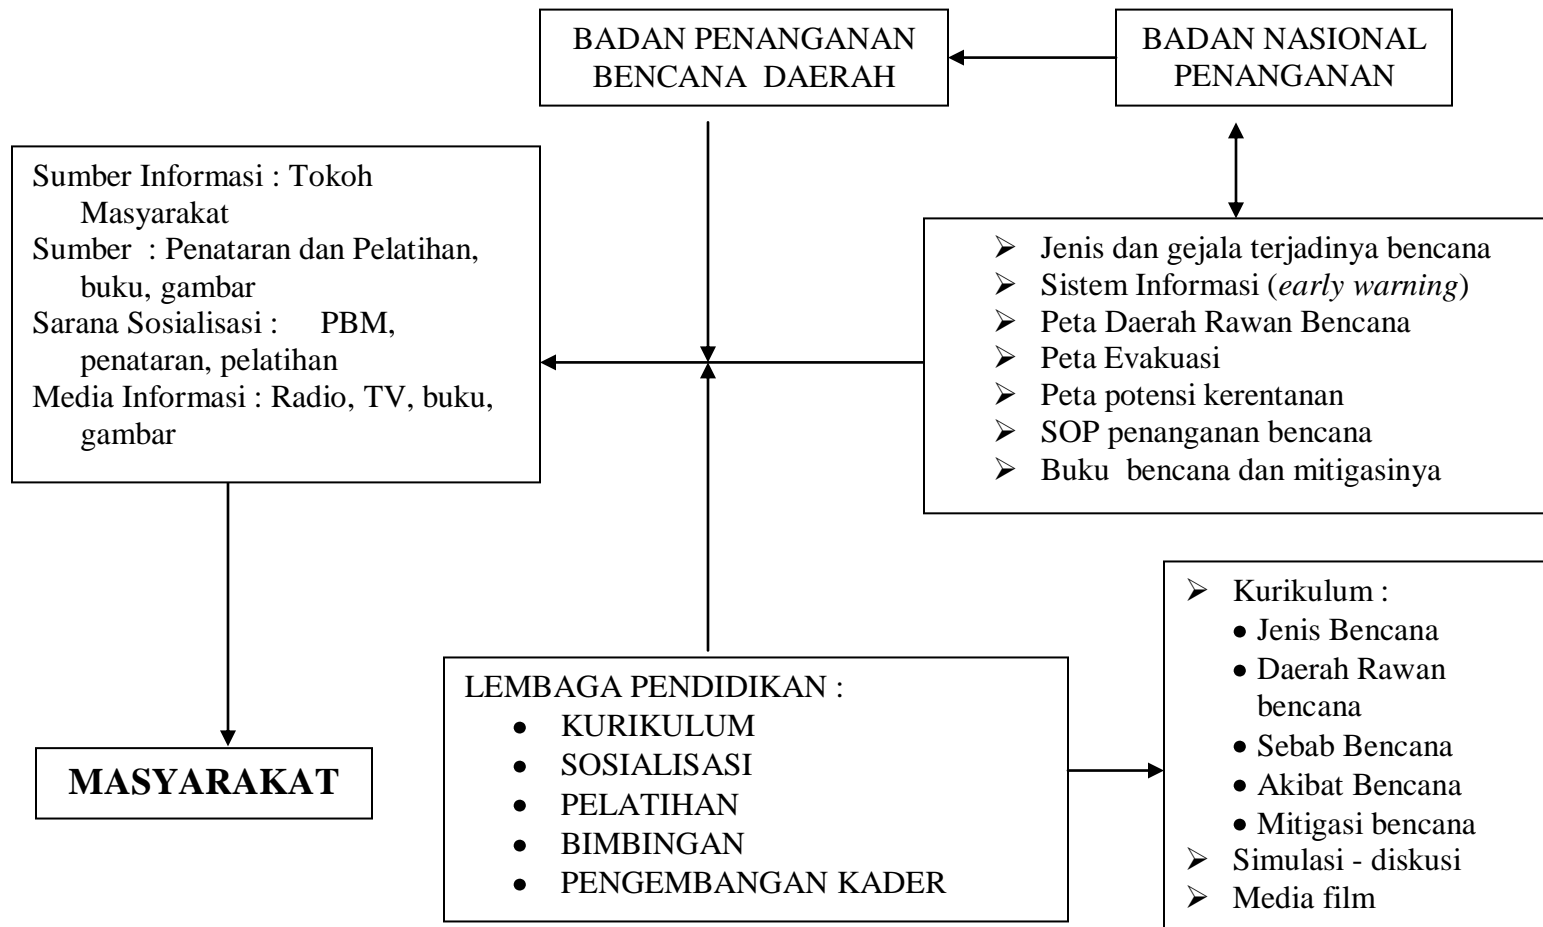 BADAN PENANGANAN
BENCANA DAERAH
BADAN NASIONAL
PENANGANAN
Sumber Informasi : Tokoh
Masyarakat
Sumber : Penataran dan Pelatihan,
buku, gambar
Sarana Sosialisasi : PBM,
penataran, pelatihan
Media Informasi : Radio, TV, buku,
gambar
➢ Jenis dan gejala terjadinya bencana
➢ Sistem Informasi (early warning)
➢ Peta Daerah Rawan Bencana
➢ Peta Evakuasi
➢ Peta potensi kerentanan
➢ SOP penanganan bencana
➢ Buku bencana dan mitigasinya
MASYARAKAT
LEMBAGA PENDIDIKAN :
• KURIKULUM
• SOSIALISASI
• PELATIHAN
• BIMBINGAN
• PENGEMBANGAN KADER
➢ Kurikulum :
• Jenis Bencana
• Daerah Rawan
bencana
• Sebab Bencana
• Akibat Bencana
• Mitigasi bencana
➢ Simulasi - diskusi
➢ Media film